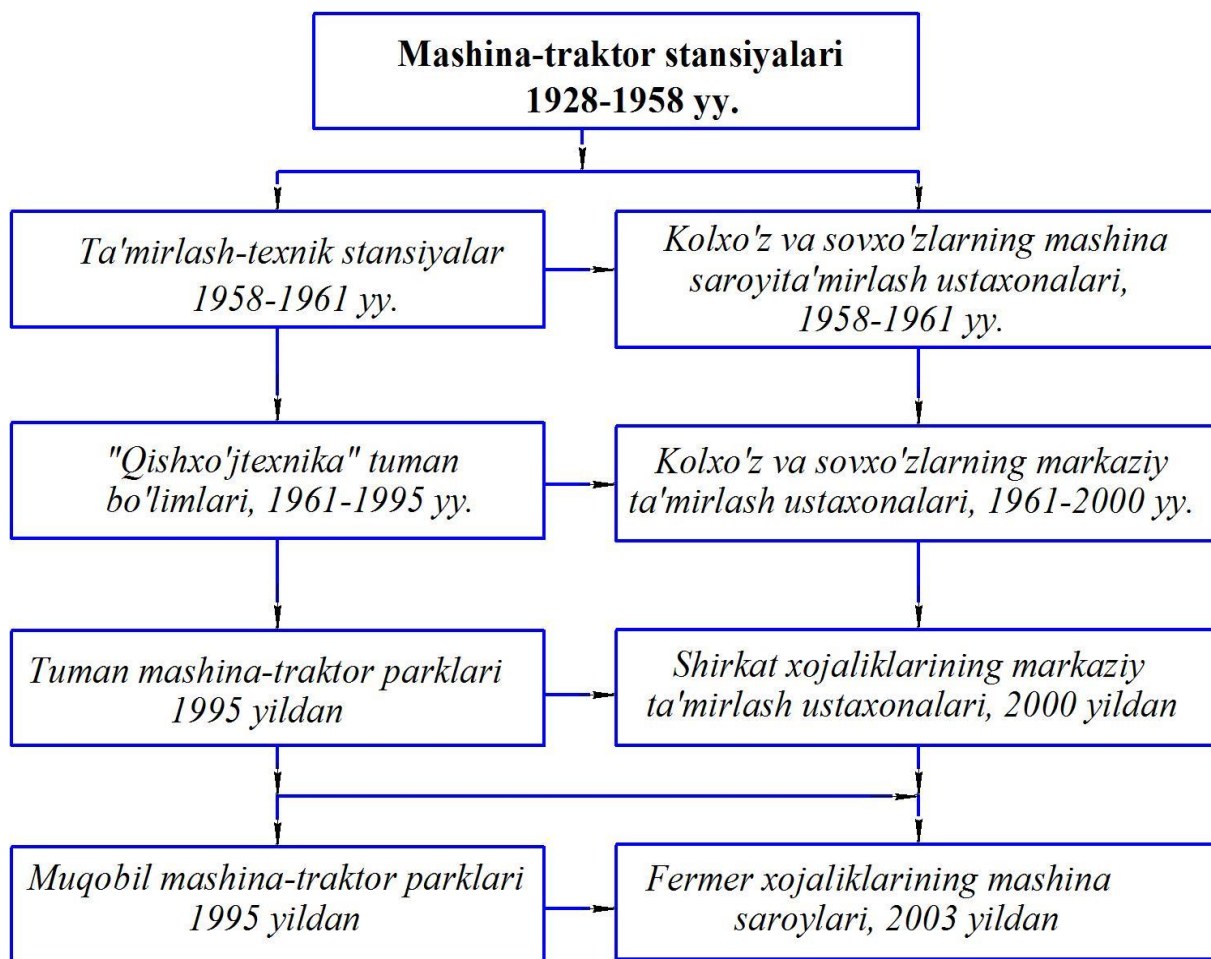 Mashina-traktor stansiyalari
1928-1958 yy.
Ta'mirlash-texnik stansiyalar
1958-1961 yy.
Kolxo'z va sovxo'zlarning mashina
saroyita'mirlash ustaxonalari,
1958-1961 yy.
"Qishxo'jtexnika" tuman
bo'limlari, 1961-1995 yy.
Kolxo'z va sovxo'zlarning markaziy
ta'mirlash ustaxonalari, 1961-2000 yy.
Tuman mashina-traktor parklari
1995 yildan
Shirkat xojaliklarining markaziy
ta'mirlash ustaxonalari, 2000 yildan
Muqobil mashina-traktor parklari
1995 yildan
Fermer xojaliklarining mashina
saroylari, 2003 yildan